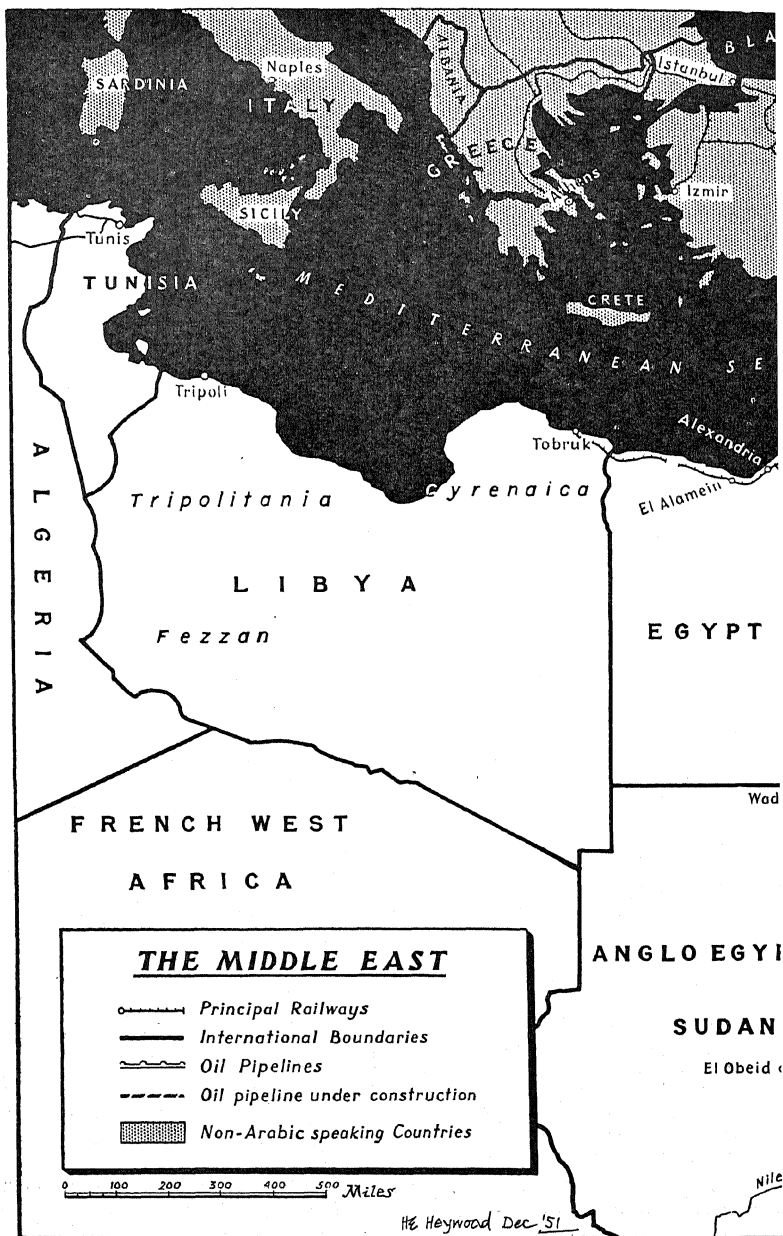 BLA
ALBANIA
Naples
Istanbul
SARDINIA
ITALY
GREECE
Athens
Izmir
SICILY
Tunis
TUNISIA
MEDITERRANEAN SE
CRETE
Tripoli
Tobruk
Alexandria
El Alamein
ALGERIA
Tripolitania
Cyrenaica
LIBYA
EGYPT
Fezzan
Wad
FRENCH WEST
AFRICA
ANGLO EGYP
SUDAN
El Obeid
Nile
THE MIDDLE EAST
Principal Railways
International Boundaries
Oil Pipelines
Oil pipeline under construction
Non-Arabic speaking Countries
0 100 200 300 400 500 Miles
HE Heywood Dec '51